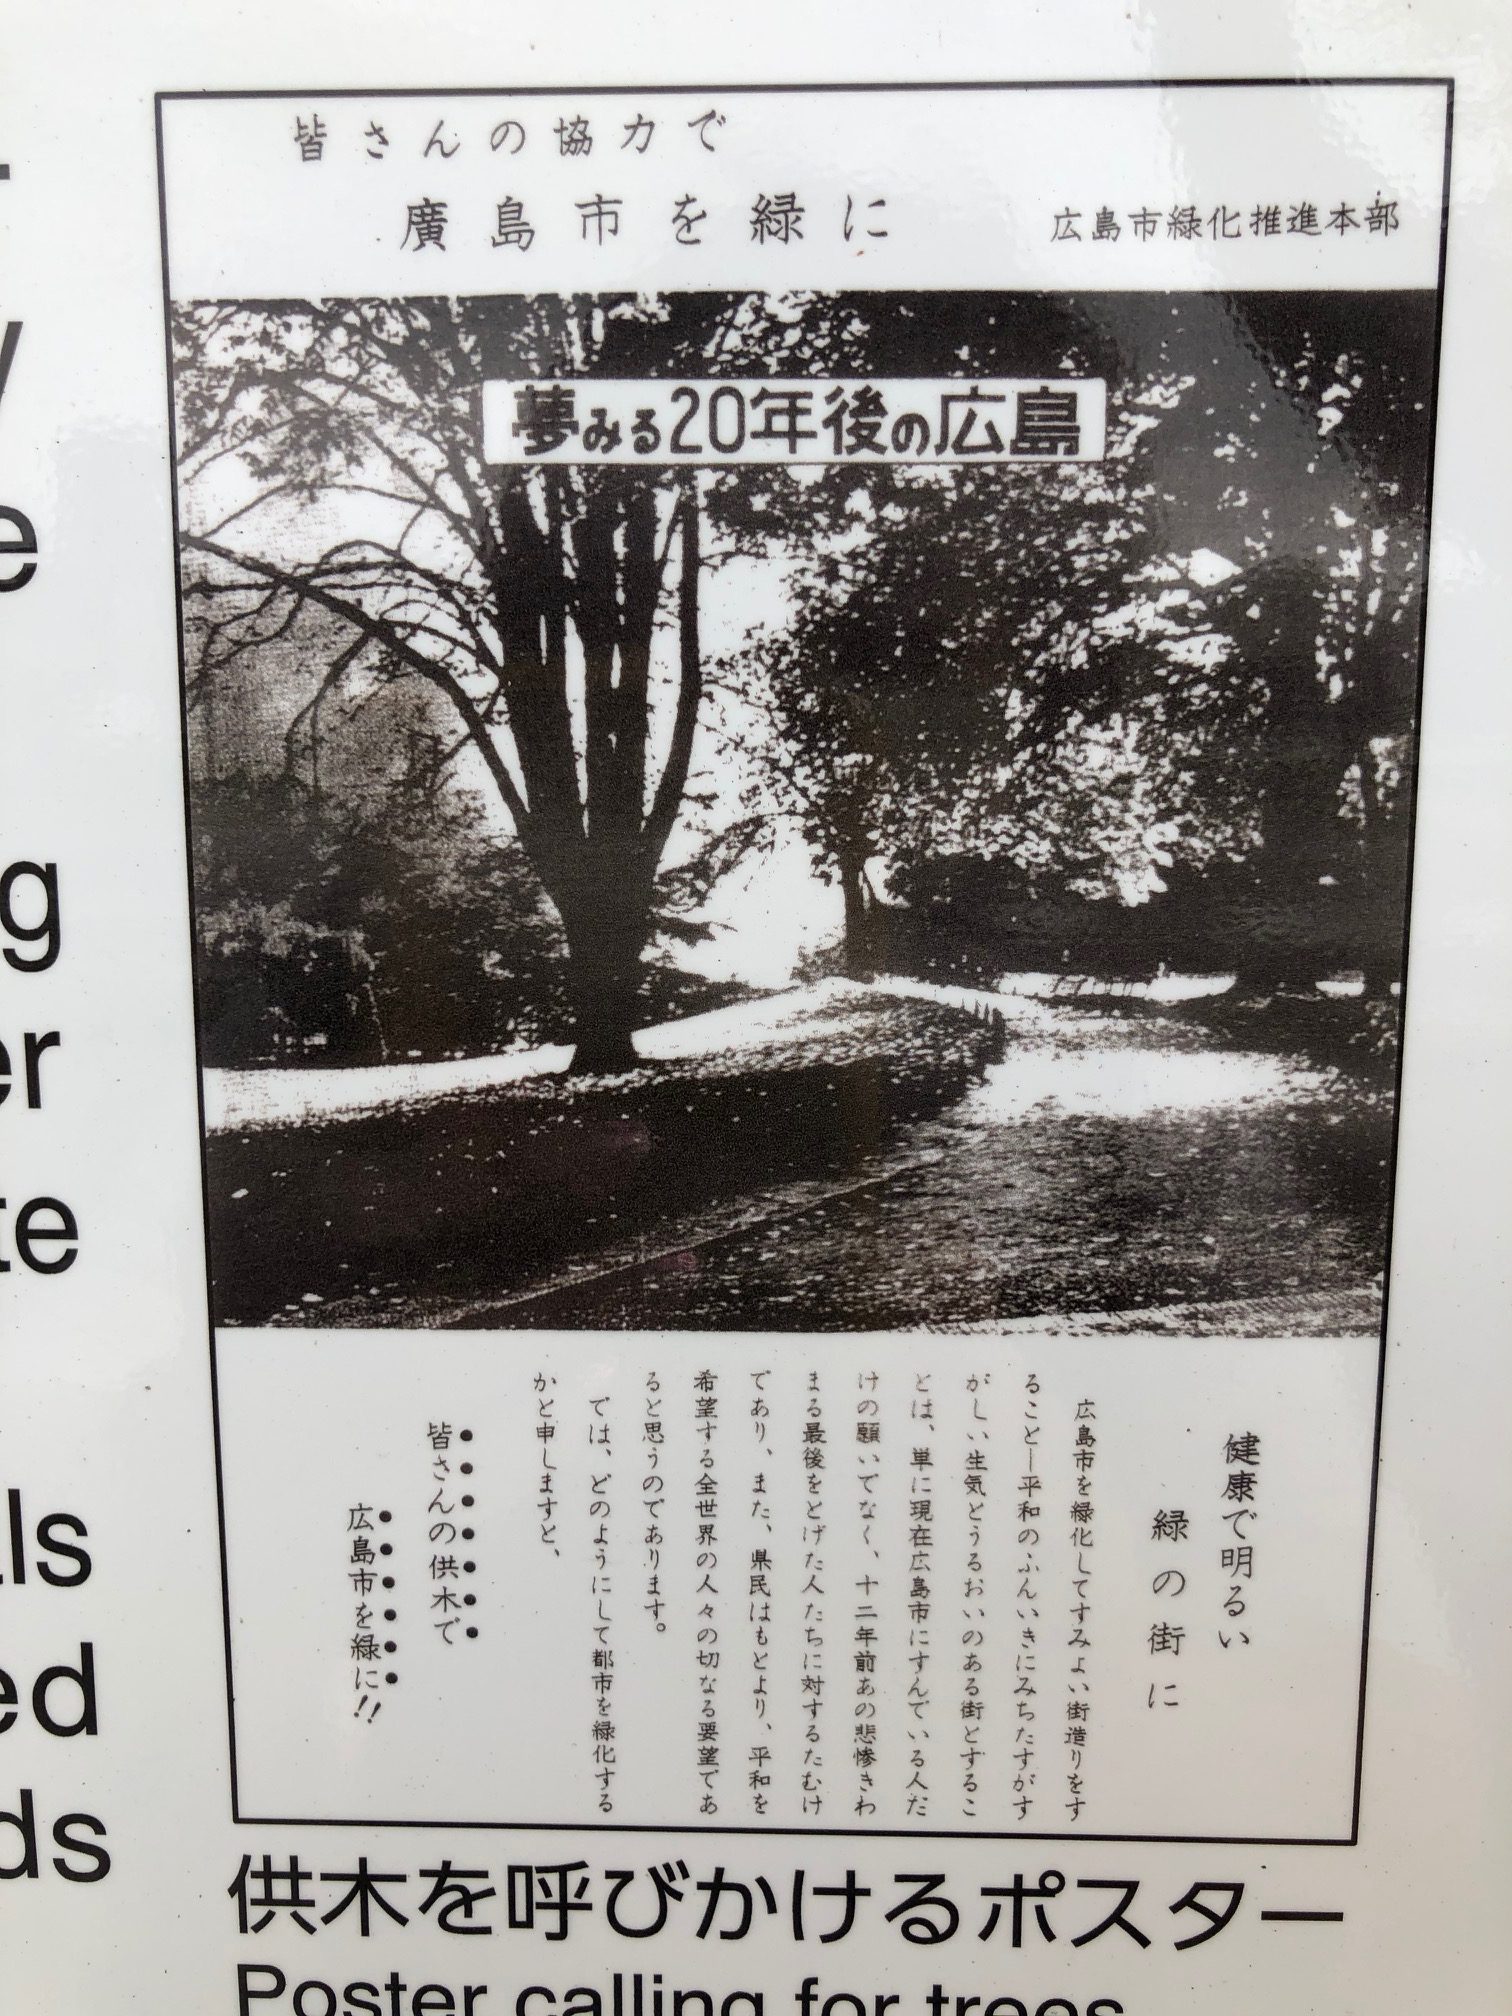 皆さんの協力で
廣島市を緑に
広島市緑化推進本部
夢みる20年後の広島
健康で明るい
緑の街に
広島市を緑化してすみよい街造りをす
ること―平和のふんいきにみちたすがす
がしい生気とうるおいのある街とするこ
とは、単に現在広島市にすんでいる人だ
けの願いでなく、十二年前あの悲惨きわ
まる最後をとげた人たちに対するたむけ
であり、また、県民はもとより、平和を
希望する全世界の人々の切なる要望であ
ると思うのであります。
では、どのようにして都市を緑化する
かと申しますと、
皆さんの供木で
広島市を緑に!!
供木を呼びかけるポスター
Poster calling for trees